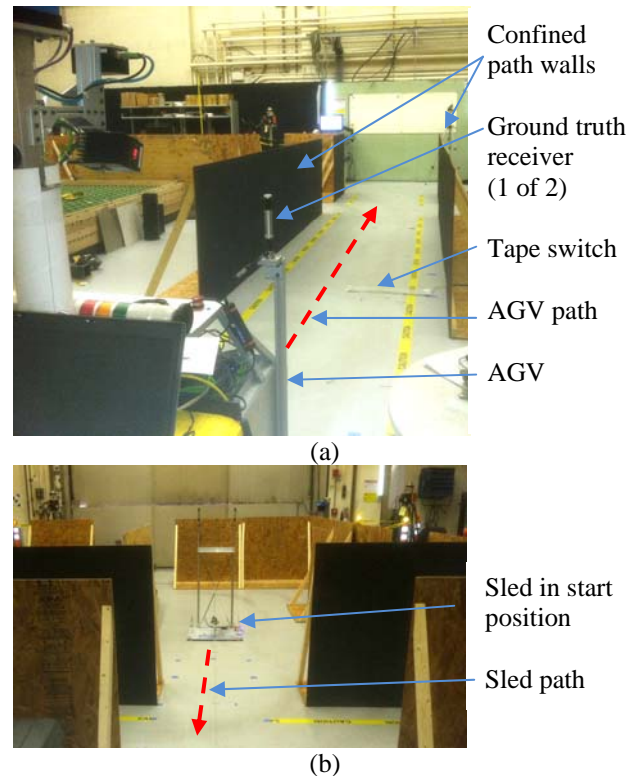 Confined
path walls
Ground truth
receiver
(1 of 2)
Tape switch
AGV path
AGV
(a)
Sled in start
position
Sled path
(b)